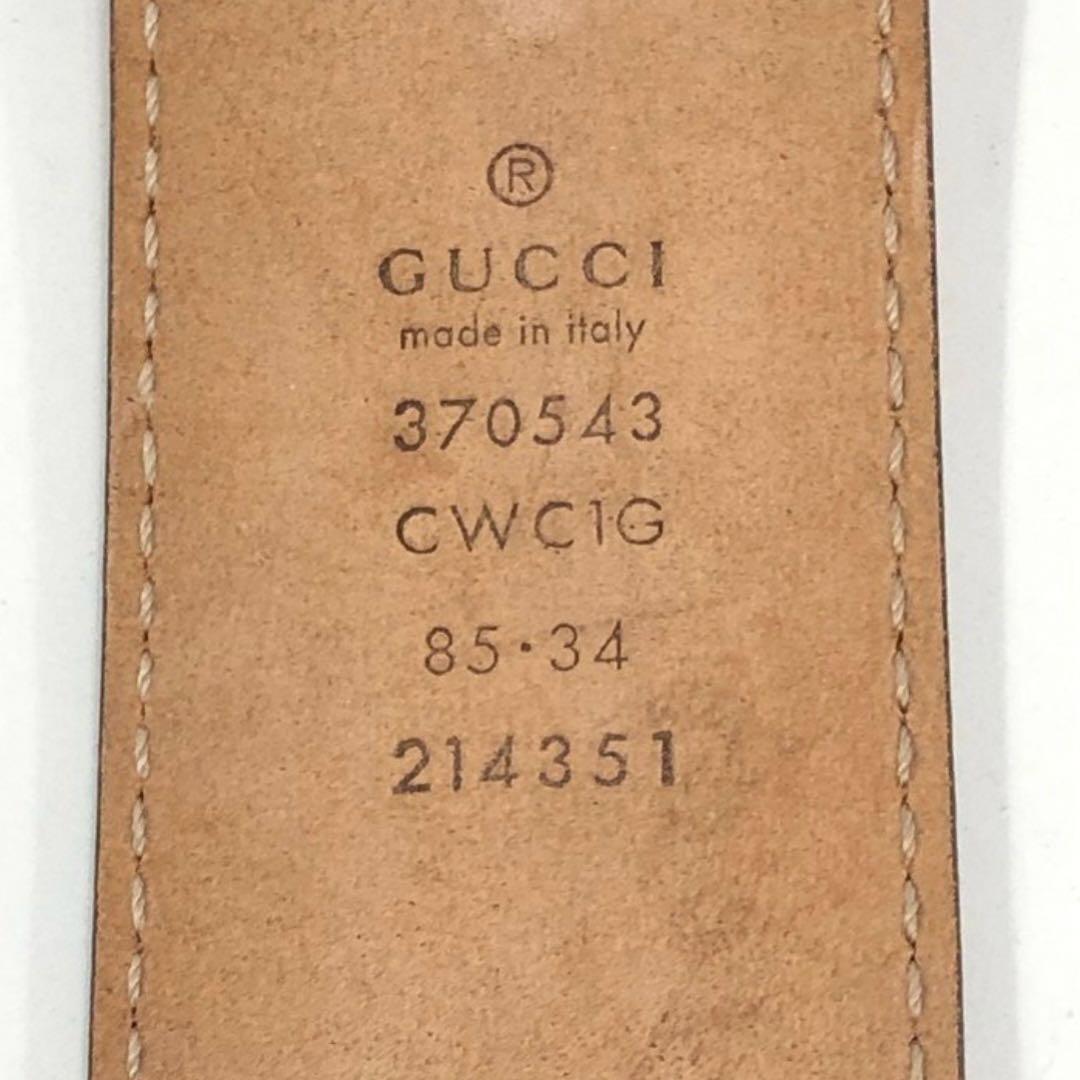 ®
GUCCI
made in italy
370543
CWC1G
85·34
214351